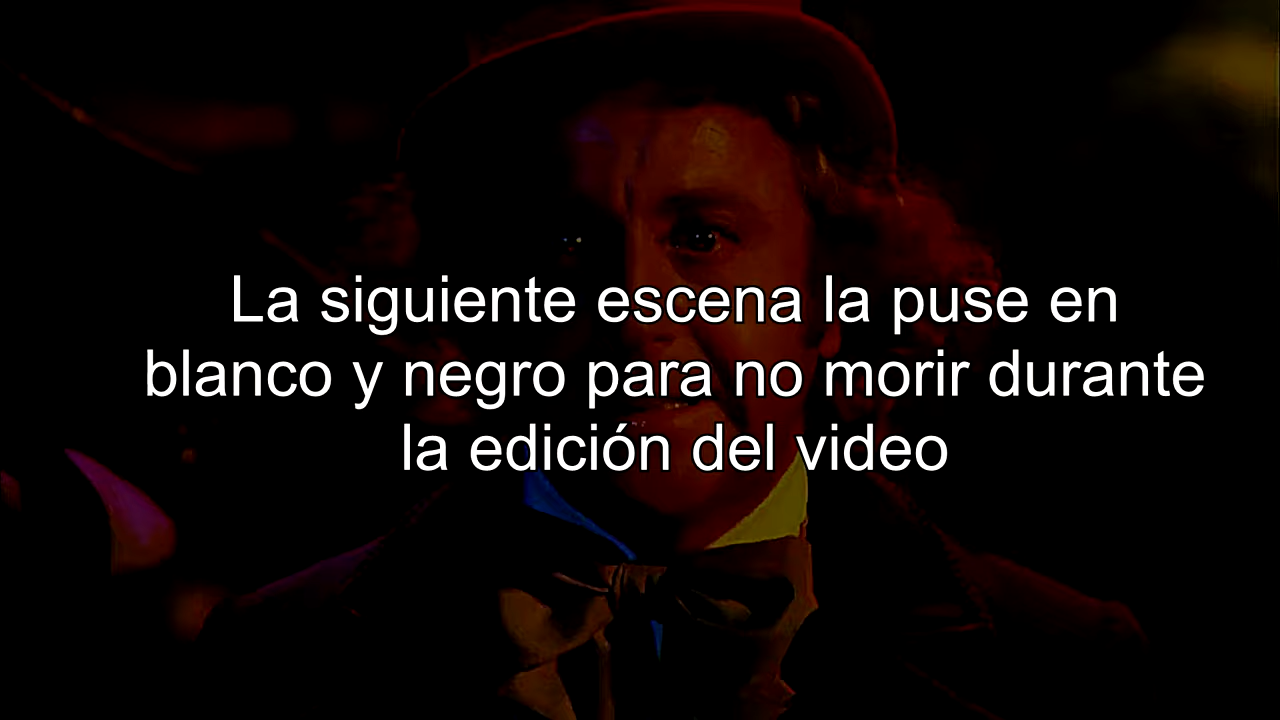 La siguiente escena la puse en
blanco y negro para no morir durante
la edición del video